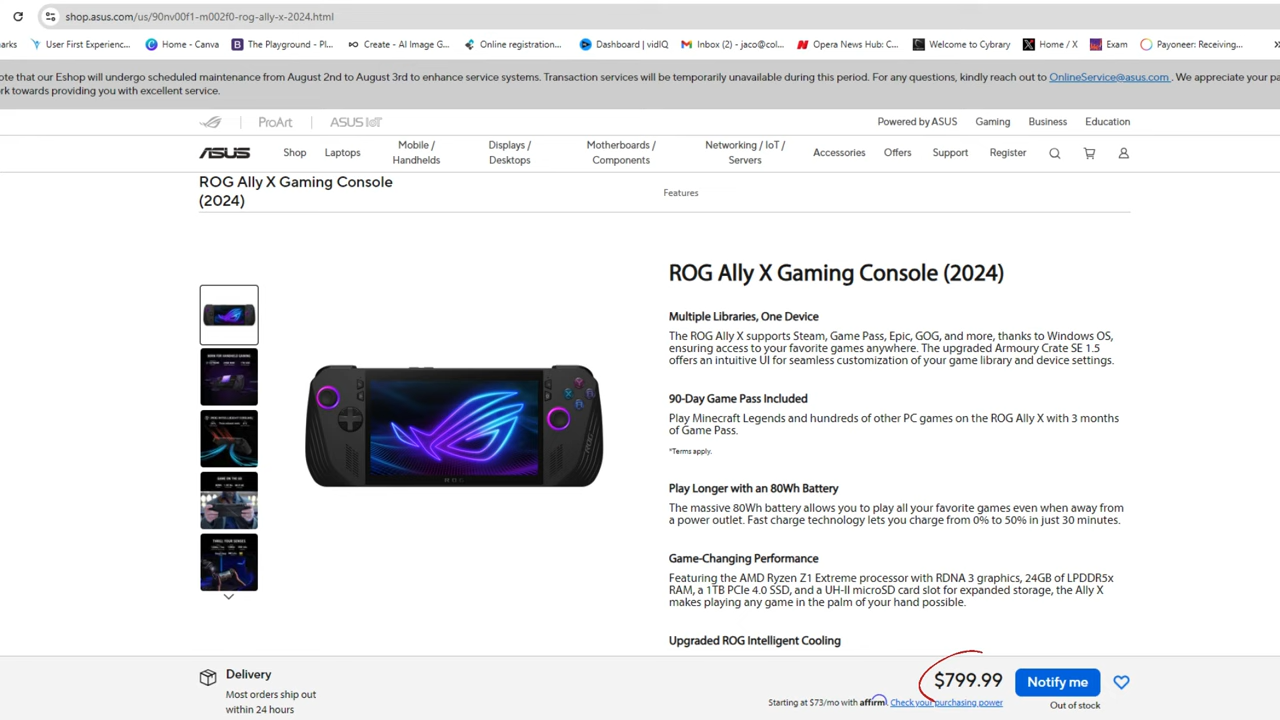 shop.asus.com/us/90nv00f1-m002f0-rog-ally-x-2024.html
arks User First Experienc... Home - Canva The Playground - Pl... Create - AI Image G... Online registration... Dashboard | vidIQ Inbox (2) - jaco@col... Opera News Hub: C... Welcome to Cybrary Home / X Exam Payoneer: Receiving...
ote that our Eshop will undergo scheduled maintenance from August 2nd to August 3rd to enhance service systems. Transaction services will be temporarily unavailable during this period. For any questions, kindly reach out to OnlineService@asus.com . We appreciate your pa
rk towards providing you with excellent service.
ProArt ASUS IoT Powered by ASUS Gaming Business Education
ASUS Shop Laptops Mobile / Handhelds Displays / Desktops Motherboards / Components Networking / IoT / Servers Accessories Offers Support Register
ROG Ally X Gaming Console
(2024)
Features
ROG Ally X Gaming Console (2024)
Multiple Libraries, One Device
The ROG Ally X supports Steam, Game Pass, Epic, GOG, and more, thanks to Windows OS,
ensuring access to your favorite games anywhere. The upgraded Armoury Crate SE 1.5
offers an intuitive UI for seamless customization of your game library and device settings.
90-Day Game Pass Included
Play Minecraft Legends and hundreds of other PC games on the ROG Ally X with 3 months
of Game Pass.
*Terms apply.
Play Longer with an 80Wh Battery
The massive 80Wh battery allows you to play all your favorite games even when away from
a power outlet. Fast charge technology lets you charge from 0% to 50% in just 30 minutes.
Game-Changing Performance
Featuring the AMD Ryzen Z1 Extreme processor with RDNA 3 graphics, 24GB of LPDDR5x
RAM, a 1TB PCIe 4.0 SSD, and a UH-II microSD card slot for expanded storage, the Ally X
makes playing any game in the palm of your hand possible.
Upgraded ROG Intelligent Cooling
Delivery
Most orders ship out
within 24 hours
$799.99
Notify me
Starting at $73/mo with affirm. Check your purchasing power
Out of stock